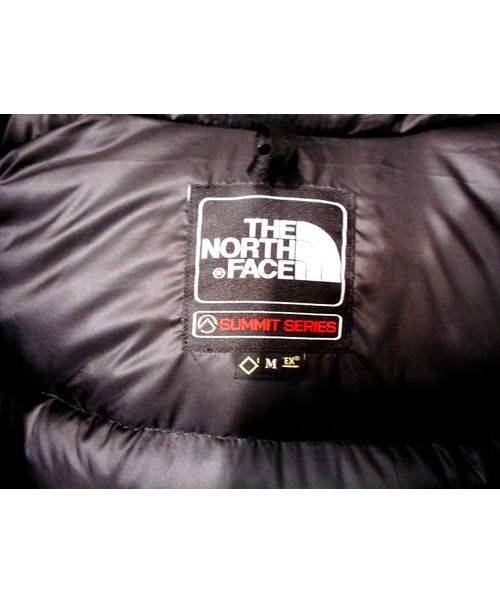 THE
NORTH
® FACE
SUMMIT SERIES
M